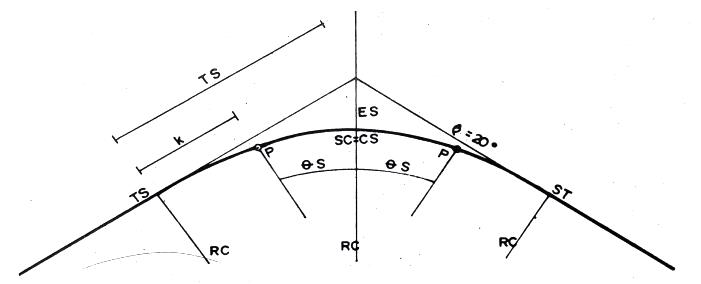 TS
k
ES
ϕ = 20°
SC=CS
P
P
ΘS
ΘS
TS
ST
RC
RC
RC